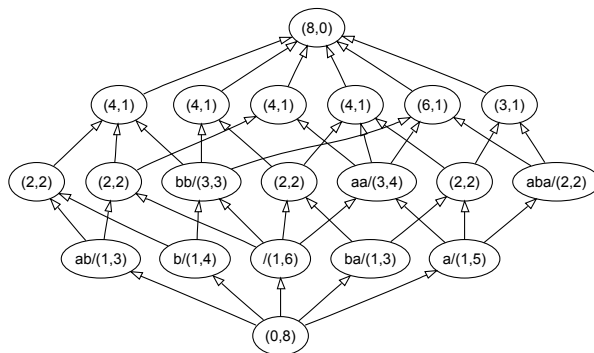 (8,0)
(4,1) (4,1) (4,1) (4,1) (6,1) (3,1)
(2,2) (2,2) bb/(3,3) (2,2) aa/(3,4) (2,2) aba/(2,2)
ab/(1,3) b/(1,4) /(1,6) ba/(1,3) a/(1,5)
(0,8)